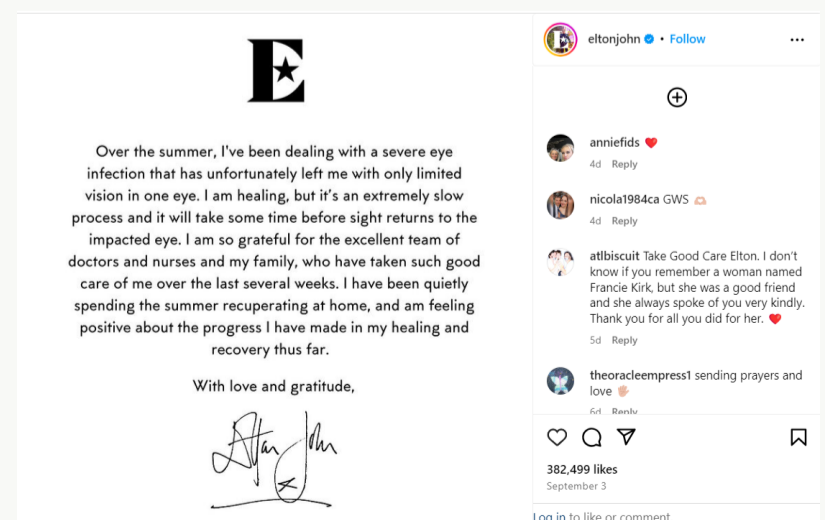 E
Over the summer, I've been dealing with a severe eye
infection that has unfortunately left me with only limited
vision in one eye. I am healing, but it's an extremely slow
process and it will take some time before sight returns to the
impacted eye. I am so grateful for the excellent team of
doctors and nurses and my family, who have taken such good
care of me over the last several weeks. I have been quietly
spending the summer recuperating at home, and am feeling
positive about the progress I have made in my healing and
recovery thus far.
With love and gratitude,
Elton John
eltonjohn • Follow
anniefids ❤️
4d Reply
nicola1984ca GWS 🫶🏻
4d Reply
atlbiscuit Take Good Care Elton. I don't
know if you remember a woman named
Francie Kirk, but she was a good friend
and she always spoke of you very kindly.
Thank you for all you did for her. ❤️
5d Reply
theoracleempress1 sending prayers and
love 🖐🏼
6d Reply
382,499 likes
September 3
Log in to like or comment